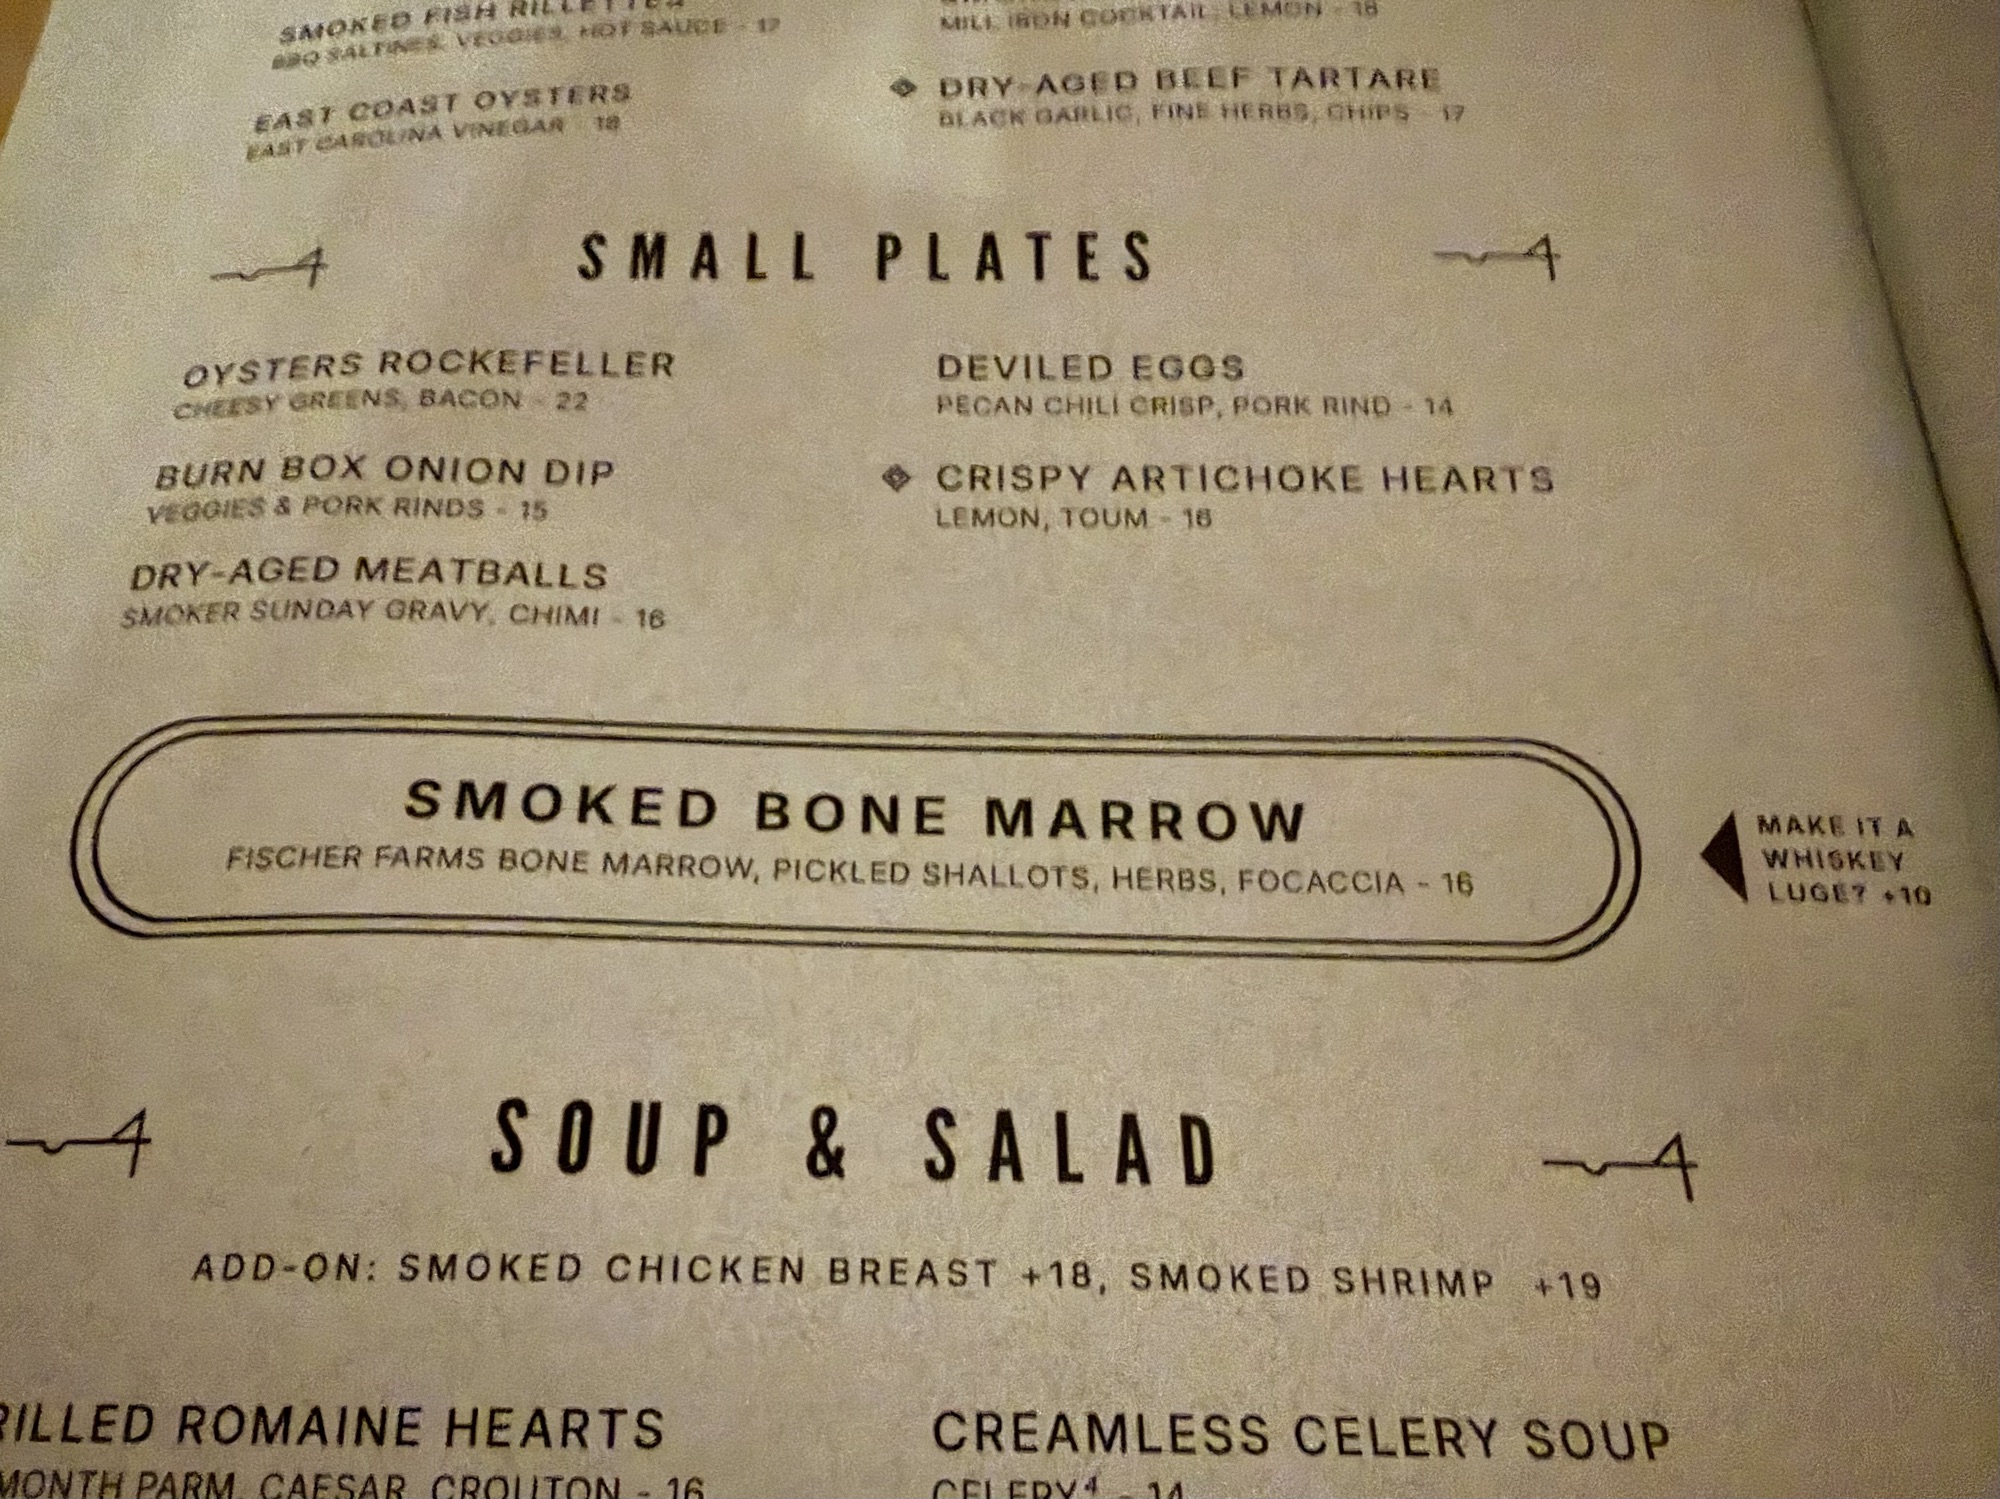 SMOKED FISH RILLETTES
BBQ SALTINES, VEGGIES, HOT SAUCE - 17
EAST COAST OYSTERS
EAST CAROLINA VINEGAR - 18
MILL IRON COCKTAIL, LEMON - 18
DRY-AGED BEEF TARTARE
BLACK GARLIC, FINE HERBS, CHIPS - 17
SMALL PLATES
OYSTERS ROCKEFELLER
CHEESY GREENS, BACON - 22
BURN BOX ONION DIP
VEGGIES & PORK RINDS - 15
DRY-AGED MEATBALLS
SMOKER SUNDAY GRAVY, CHIMI - 16
DEVILED EGGS
PECAN CHILI CRISP, PORK RIND - 14
CRISPY ARTICHOKE HEARTS
LEMON, TOUM - 16
SMOKED BONE MARROW
FISCHER FARMS BONE MARROW, PICKLED SHALLOTS, HERBS, FOCACCIA - 16
MAKE IT A
WHISKEY
LUGE? +10
SOUP & SALAD
ADD-ON: SMOKED CHICKEN BREAST +18, SMOKED SHRIMP +19
RILLED ROMAINE HEARTS
MONTH PARM, CAESAR, CROUTON - 16
CREAMLESS CELERY SOUP
CELERY⁴ - 14